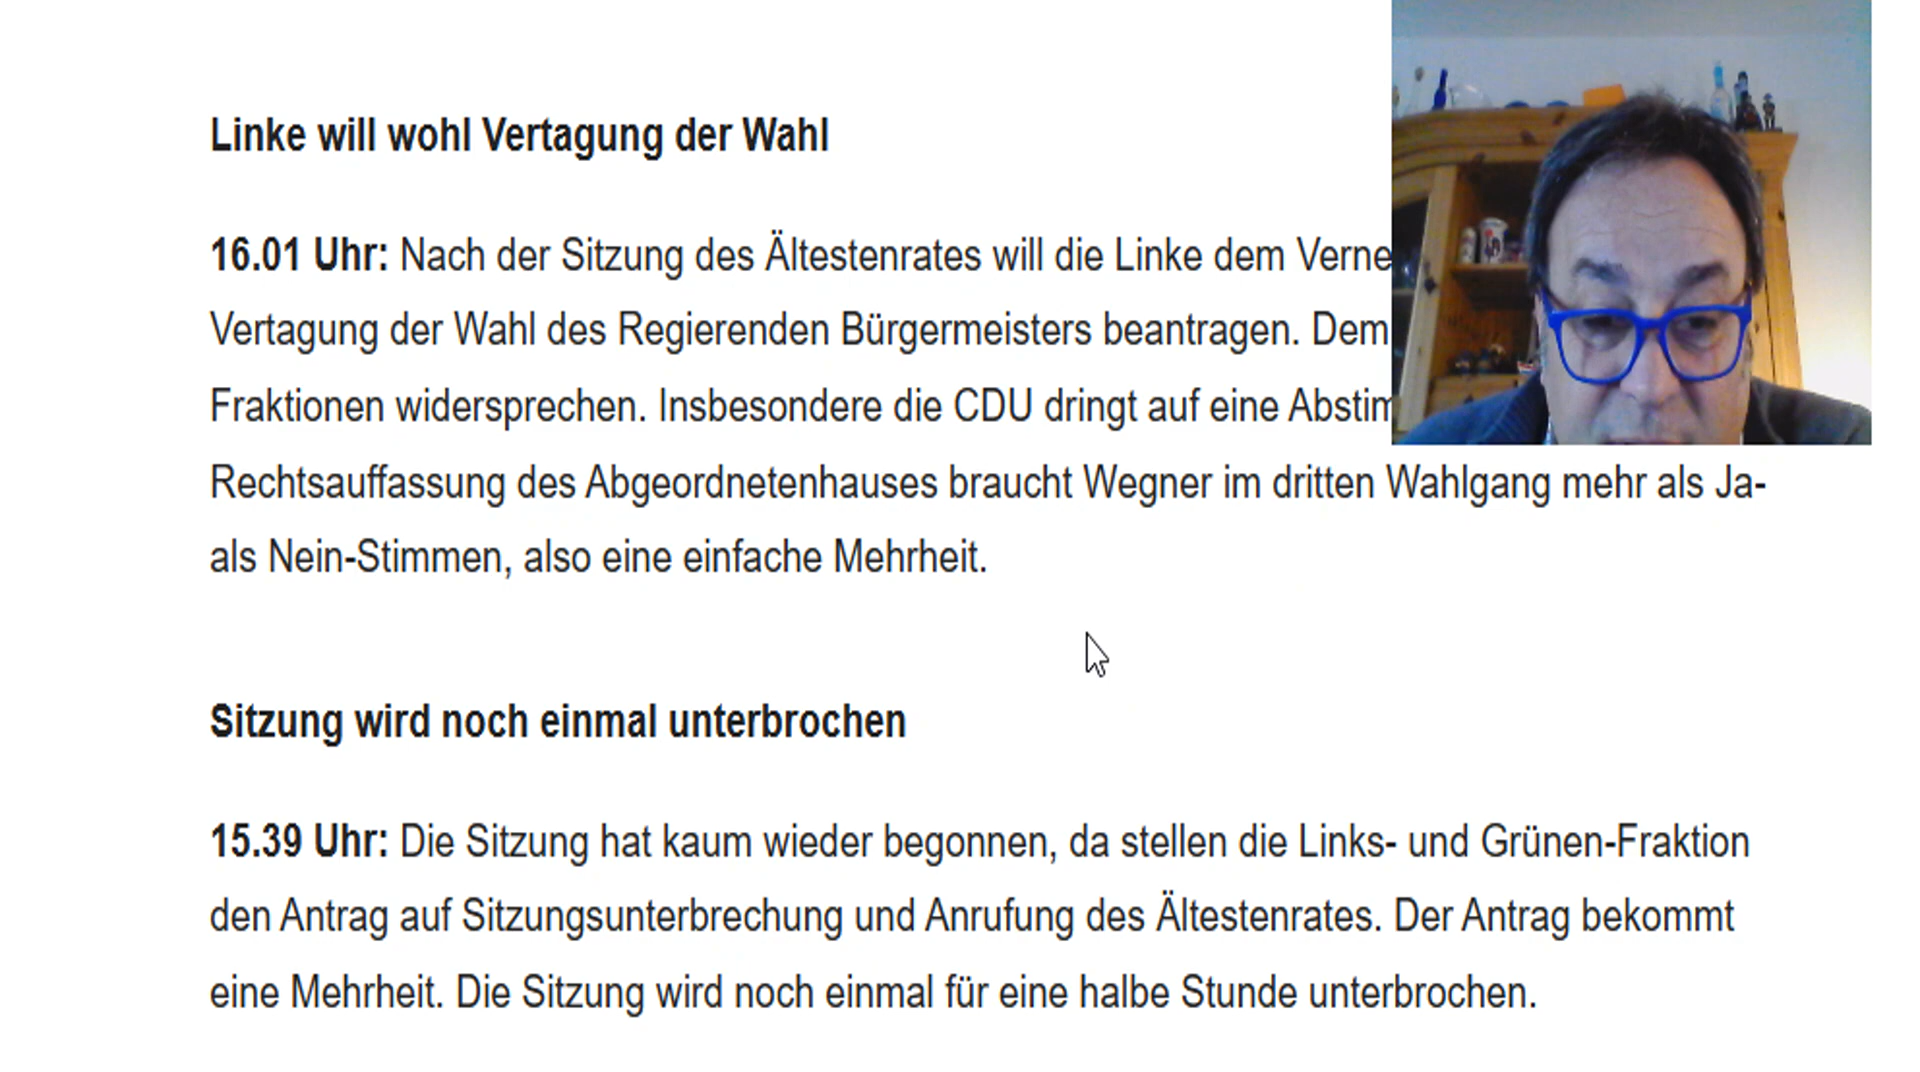 Linke will wohl Vertagung der Wahl
16.01 Uhr: Nach der Sitzung des Ältestenrates will die Linke dem
Vertagung der Wahl des Regierenden Bürgermeisters beantragen. Dem
Fraktionen widersprechen. Insbesondere die CDU dringt auf eine
Rechtsauffassung des Abgeordnetenhauses braucht Wegner im dritten Wahlgang mehr als Ja-
als Nein-Stimmen, also eine einfache Mehrheit.
Sitzung wird noch einmal unterbrochen
15.39 Uhr: Die Sitzung hat kaum wieder begonnen, da stellen die Links- und Grünen-Fraktion
den Antrag auf Sitzungsunterbrechung und Anrufung des Ältestenrates. Der Antrag bekommt
eine Mehrheit. Die Sitzung wird noch einmal für eine halbe Stunde unterbrochen.